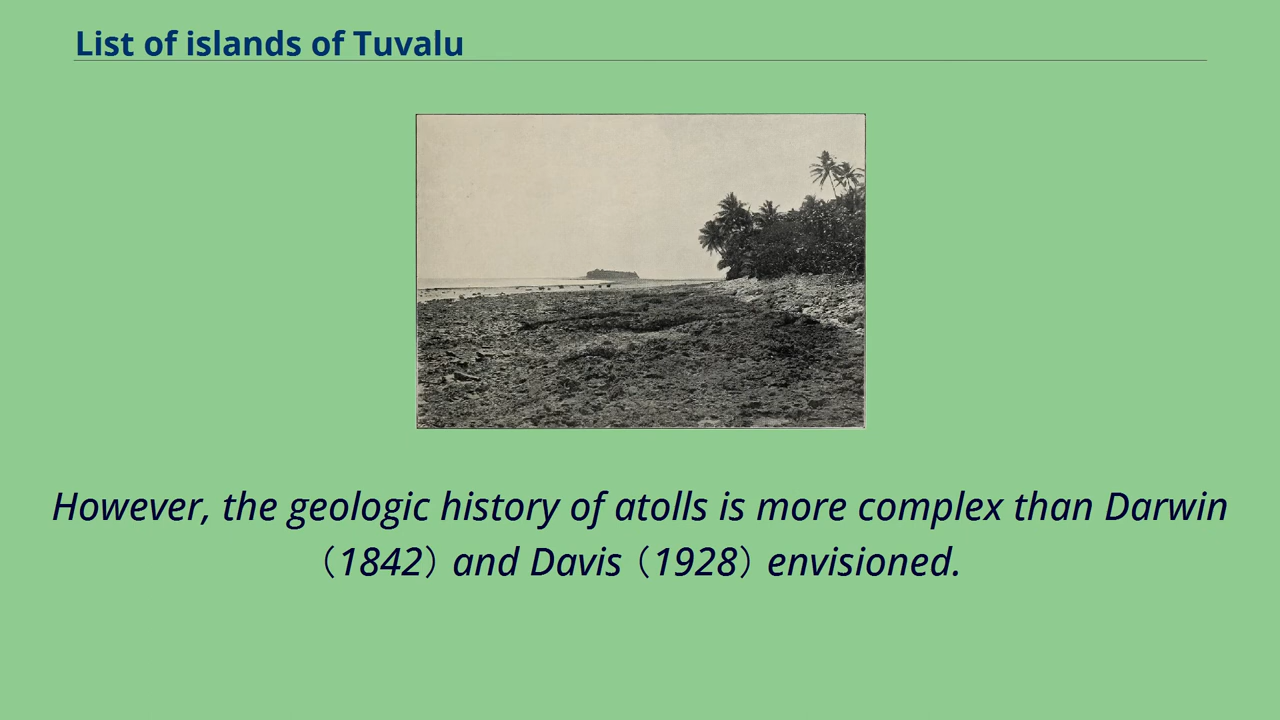 List of islands of Tuvalu
However, the geologic history of atolls is more complex than Darwin
（1842） and Davis （1928） envisioned.